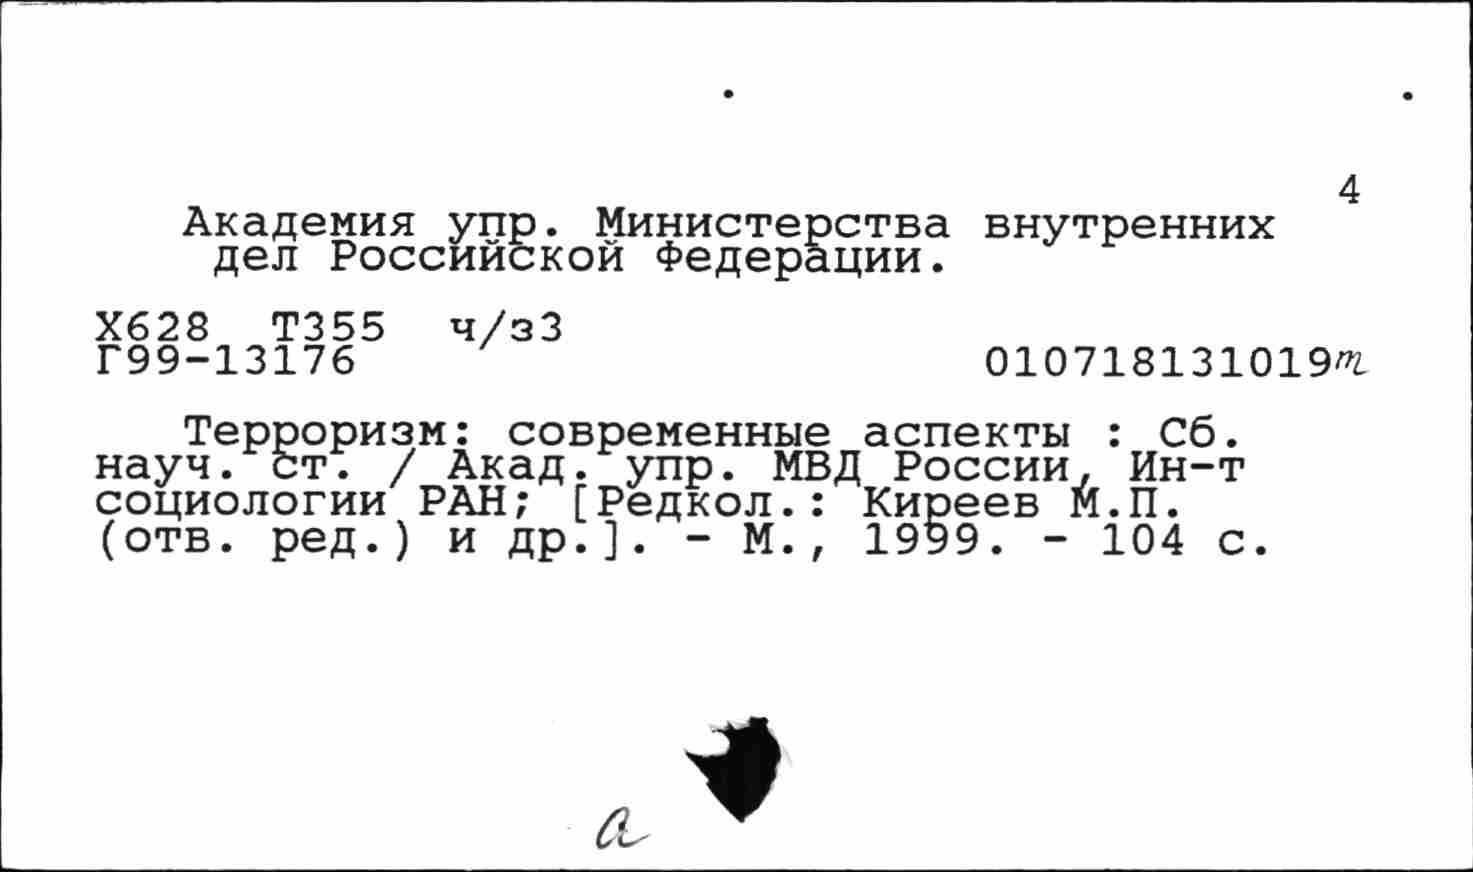 4
Академия упр. Министерства внутренних
дел Российской Федерации.
Х628 Т355 ч/з3
Г99-13176 010718131019т
Терроризм: современные аспекты : Сб.
науч. ст. / Акад. упр. МВД России, Ин-т
социологии РАН; [Редкол.: Киреев М.П.
(отв. ред.) и др.]. - М., 1999. - 104 с.
а